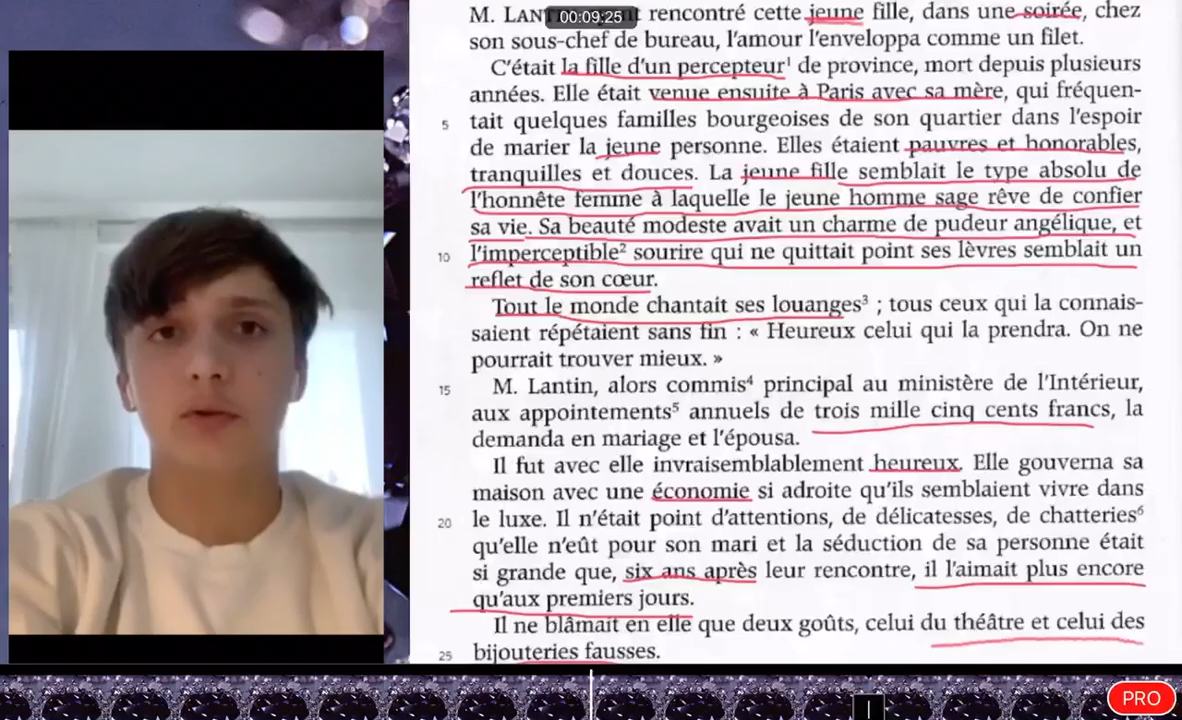 M. LANT
00:09:25
t rencontré cette jeune fille, dans une soirée, chez
son sous-chef de bureau, l'amour l'enveloppa comme un filet.
C'était la fille d'un percepteur¹ de province, mort depuis plusieurs
années. Elle était venue ensuite à Paris avec sa mère, qui fréquen-
5 tait quelques familles bourgeoises de son quartier dans l'espoir
de marier la jeune personne. Elles étaient pauvres et honorables,
tranquilles et douces. La jeune fille semblait le type absolu de
l'honnête femme à laquelle le jeune homme sage rêve de confier
sa vie. Sa beauté modeste avait un charme de pudeur angélique, et
10 l'imperceptible² sourire qui ne quittait point ses lèvres semblait un
reflet de son cœur.
Tout le monde chantait ses louanges³ ; tous ceux qui la connais-
saient répétaient sans fin : « Heureux celui qui la prendra. On ne
pourrait trouver mieux. »
15 M. Lantin, alors commis⁴ principal au ministère de l'Intérieur,
aux appointements⁵ annuels de trois mille cinq cents francs, la
demanda en mariage et l'épousa.
Il fut avec elle invraisemblablement heureux. Elle gouverna sa
maison avec une économie si adroite qu'ils semblaient vivre dans
20 le luxe. Il n'était point d'attentions, de délicatesses, de chatteries⁶
qu'elle n'eût pour son mari et la séduction de sa personne était
si grande que, six ans après leur rencontre, il l'aimait plus encore
qu'aux premiers jours.
Il ne blâmait en elle que deux goûts, celui du théâtre et celui des
25 bijouteries fausses.
PRO